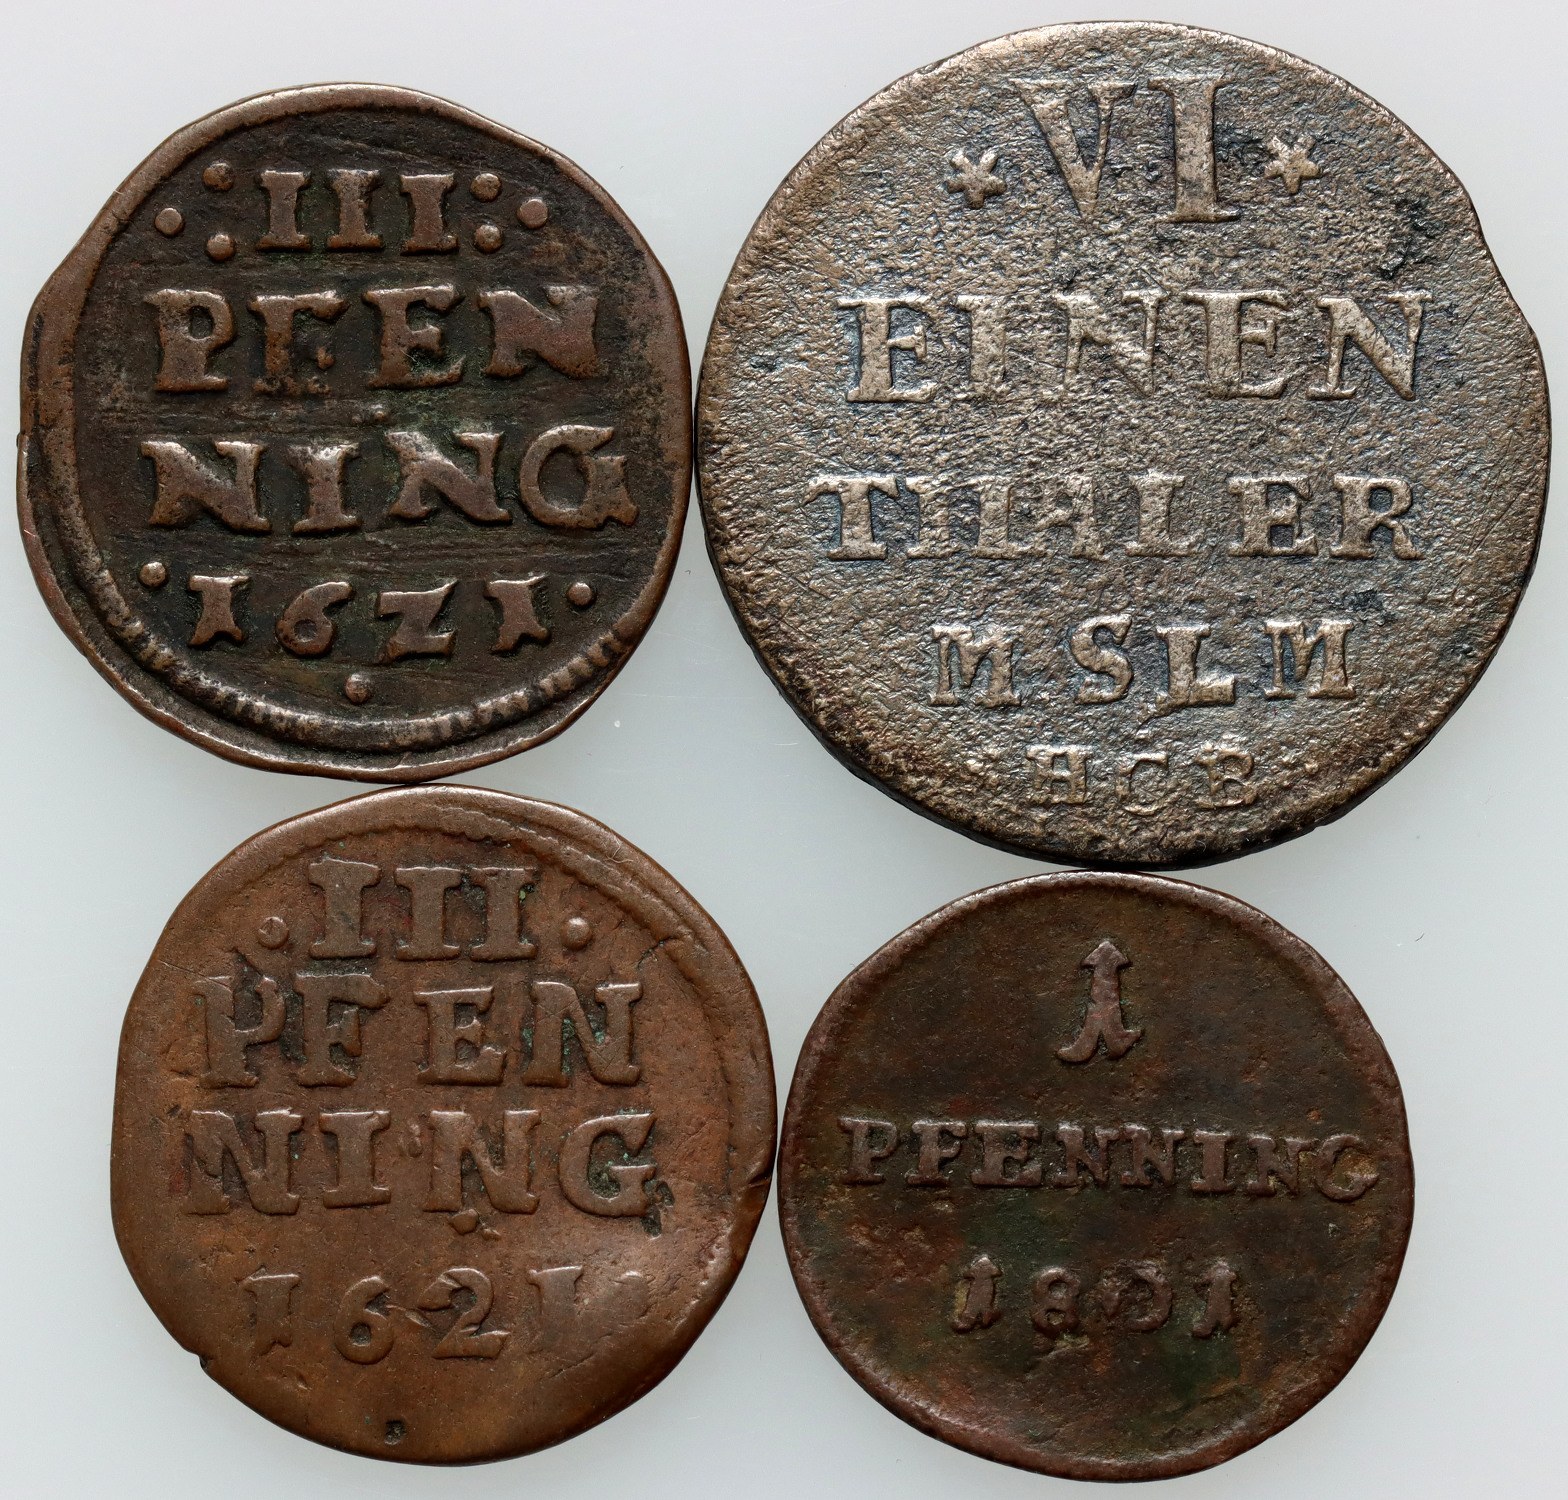 III
PFEN
NING
1621
VI
EINEN
THALER
M S L M
H C B
III
PFEN
NING
1621
1
PFENNING
1801